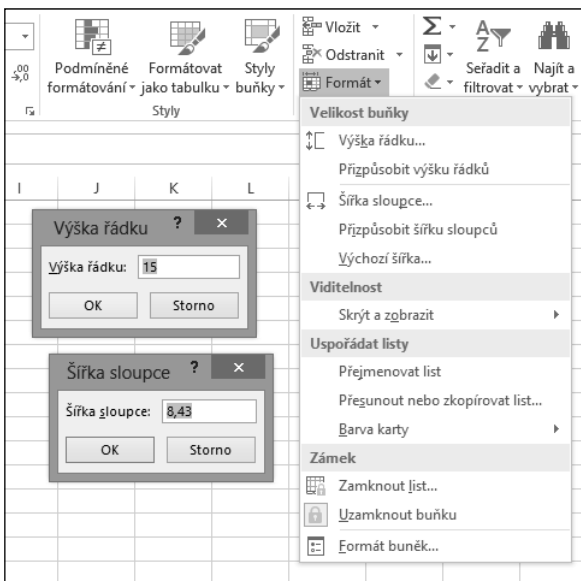 Vložit
Odstranit
Formát
Podmíněné
formátování
Formátovat
jako tabulku
Styly
buňky
Styly
Σ
A
Z
Seřadit a
filtrovat
Najít a
vybrat
,00
,0
I J K L
Výška řádku ? ×
Výška řádku: 15
OK Storno
Šířka sloupce ? ×
Šířka sloupce: 8,43
OK Storno
Velikost buňky
Výška řádku...
Přizpůsobit výšku řádků
Šířka sloupce...
Přizpůsobit šířku sloupců
Výchozí šířka...
Viditelnost
Skrýt a zobrazit
Uspořádat listy
Přejmenovat list
Přesunout nebo zkopírovat list...
Barva karty
Zámek
Zamknout list...
Uzamknout buňku
Formát buněk...